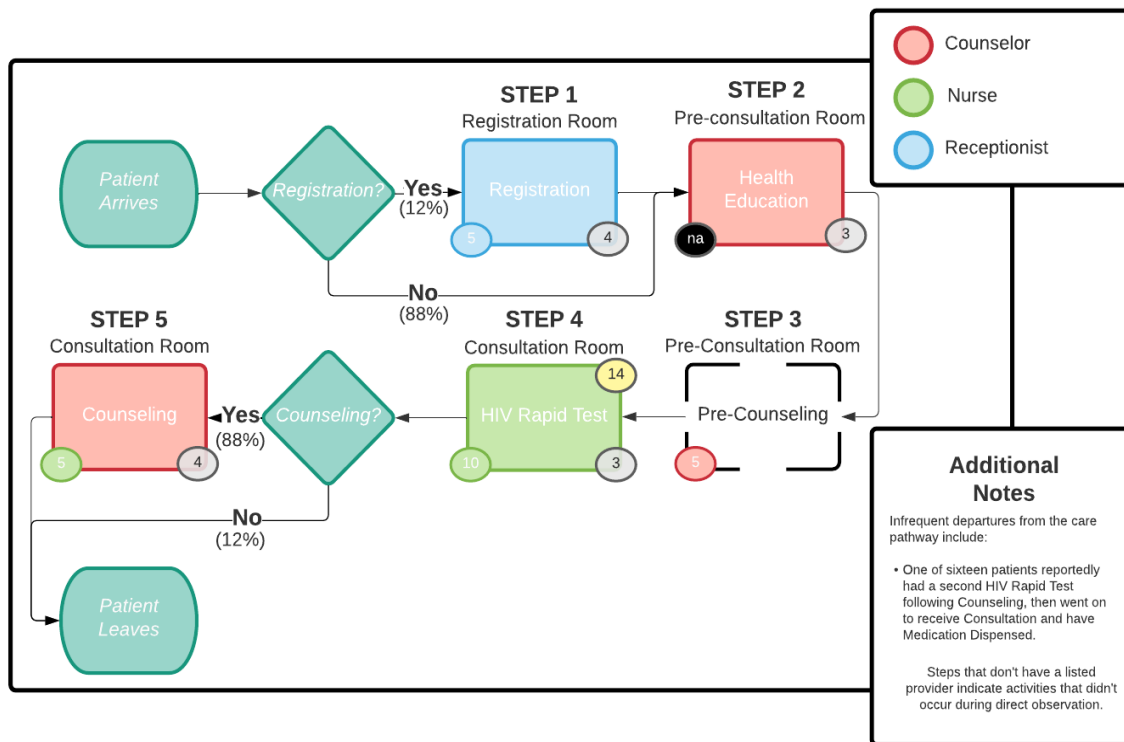 Counselor
Nurse
Receptionist
STEP 1
Registration Room
STEP 2
Pre-consultation Room
Patient
Arrives
Registration?
Yes
(12%)
Registration
5
4
Health
Education
na
3
No
(88%)
STEP 5
Consultation Room
STEP 4
Consultation Room
STEP 3
Pre-Consultation Room
Counseling
5
4
Yes
(88%)
Counseling?
14
HIV Rapid Test
10
3
Pre-Counseling
5
No
(12%)
Patient
Leaves
Additional
Notes
Infrequent departures from the care
pathway include:
• One of sixteen patients reportedly
had a second HIV Rapid Test
following Counseling, then went on
to receive Consultation and have
Medication Dispensed.
Steps that don't have a listed
provider indicate activities that didn't
occur during direct observation.